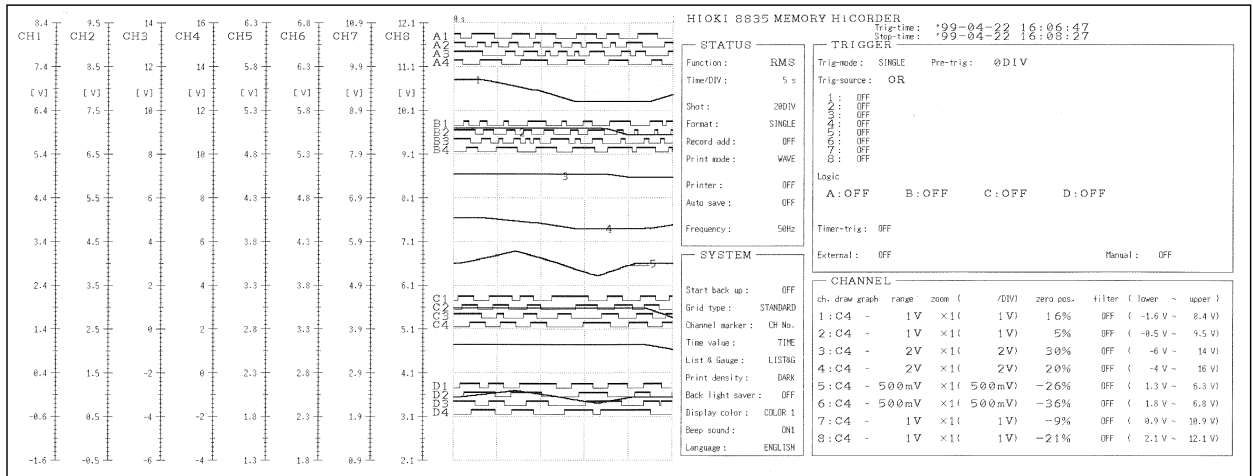 8.4 9.5 14 16 6.3 6.8 10.9 12.1
CH1 CH2 CH3 CH4 CH5 CH6 CH7 CH8
7.4 8.5 12 14 5.8 6.3 9.9 11.1
[ V] [ V] [ V] [ V] [ V] [ V] [ V] [ V]
6.4 7.5 10 12 5.3 5.8 8.9 10.1
5.4 6.5 8 10 4.8 5.3 7.9 9.1
4.4 5.5 6 8 4.3 4.8 6.9 8.1
3.4 4.5 4 6 3.8 4.3 5.9 7.1
2.4 3.5 2 4 3.3 3.8 4.9 6.1
1.4 2.5 0 2 2.8 3.3 3.9 5.1
0.4 1.5 -2 0 2.3 2.8 2.9 4.1
-0.6 0.5 -4 -2 1.8 2.3 1.9 3.1
-1.6 -0.5 -6 -4 1.3 1.8 0.9 2.1
0 s
A1
A2
A3
A4
1
B1
B2
2
B3
B4
3
4
5
C1
C2
C3
C4
D1
D2
D3
D4
HIOKI 8835 MEMORY HiCORDER
Trig-time: '99-04-22 16:06:47
Stop-time: '99-04-22 16:08:27
STATUS
Function: RMS
Time/DIV: 5 s
Shot: 20DIV
Format: SINGLE
Record add: OFF
Print mode: WAVE
Printer: OFF
Auto save: OFF
Frequency: 50Hz
SYSTEM
Start back up: OFF
Grid type: STANDARD
Channel marker: CH No.
Time value: TIME
List & Gauge: LIST&G
Print density: DARK
Back light saver: OFF
Display color: COLOR 1
Beep sound: ON1
Language: ENGLISH
TRIGGER
Trig-mode: SINGLE Pre-trig: 0DIV
Trig-source: OR
1: OFF
2: OFF
3: OFF
4: OFF
5: OFF
6: OFF
7: OFF
8: OFF
Logic
A:OFF B:OFF C:OFF D:OFF
Timer-trig: OFF
External: OFF Manual: OFF
CHANNEL
ch. draw graph range zoom ( /DIV) zero pos. filter ( lower ~ upper )
1:C4 - 1V ×1( 1V) 16% OFF ( -1.6 V ~ 8.4 V)
2:C4 - 1V ×1( 1V) 5% OFF ( -0.5 V ~ 9.5 V)
3:C4 - 2V ×1( 2V) 30% OFF ( -6 V ~ 14 V)
4:C4 - 2V ×1( 2V) 20% OFF ( -4 V ~ 16 V)
5:C4 - 500mV ×1( 500mV) -26% OFF ( 1.3 V ~ 6.3 V)
6:C4 - 500mV ×1( 500mV) -36% OFF ( 1.8 V ~ 6.8 V)
7:C4 - 1V ×1( 1V) -9% OFF ( 0.9 V ~ 10.9 V)
8:C4 - 1V ×1( 1V) -21% OFF ( 2.1 V ~ 12.1 V)